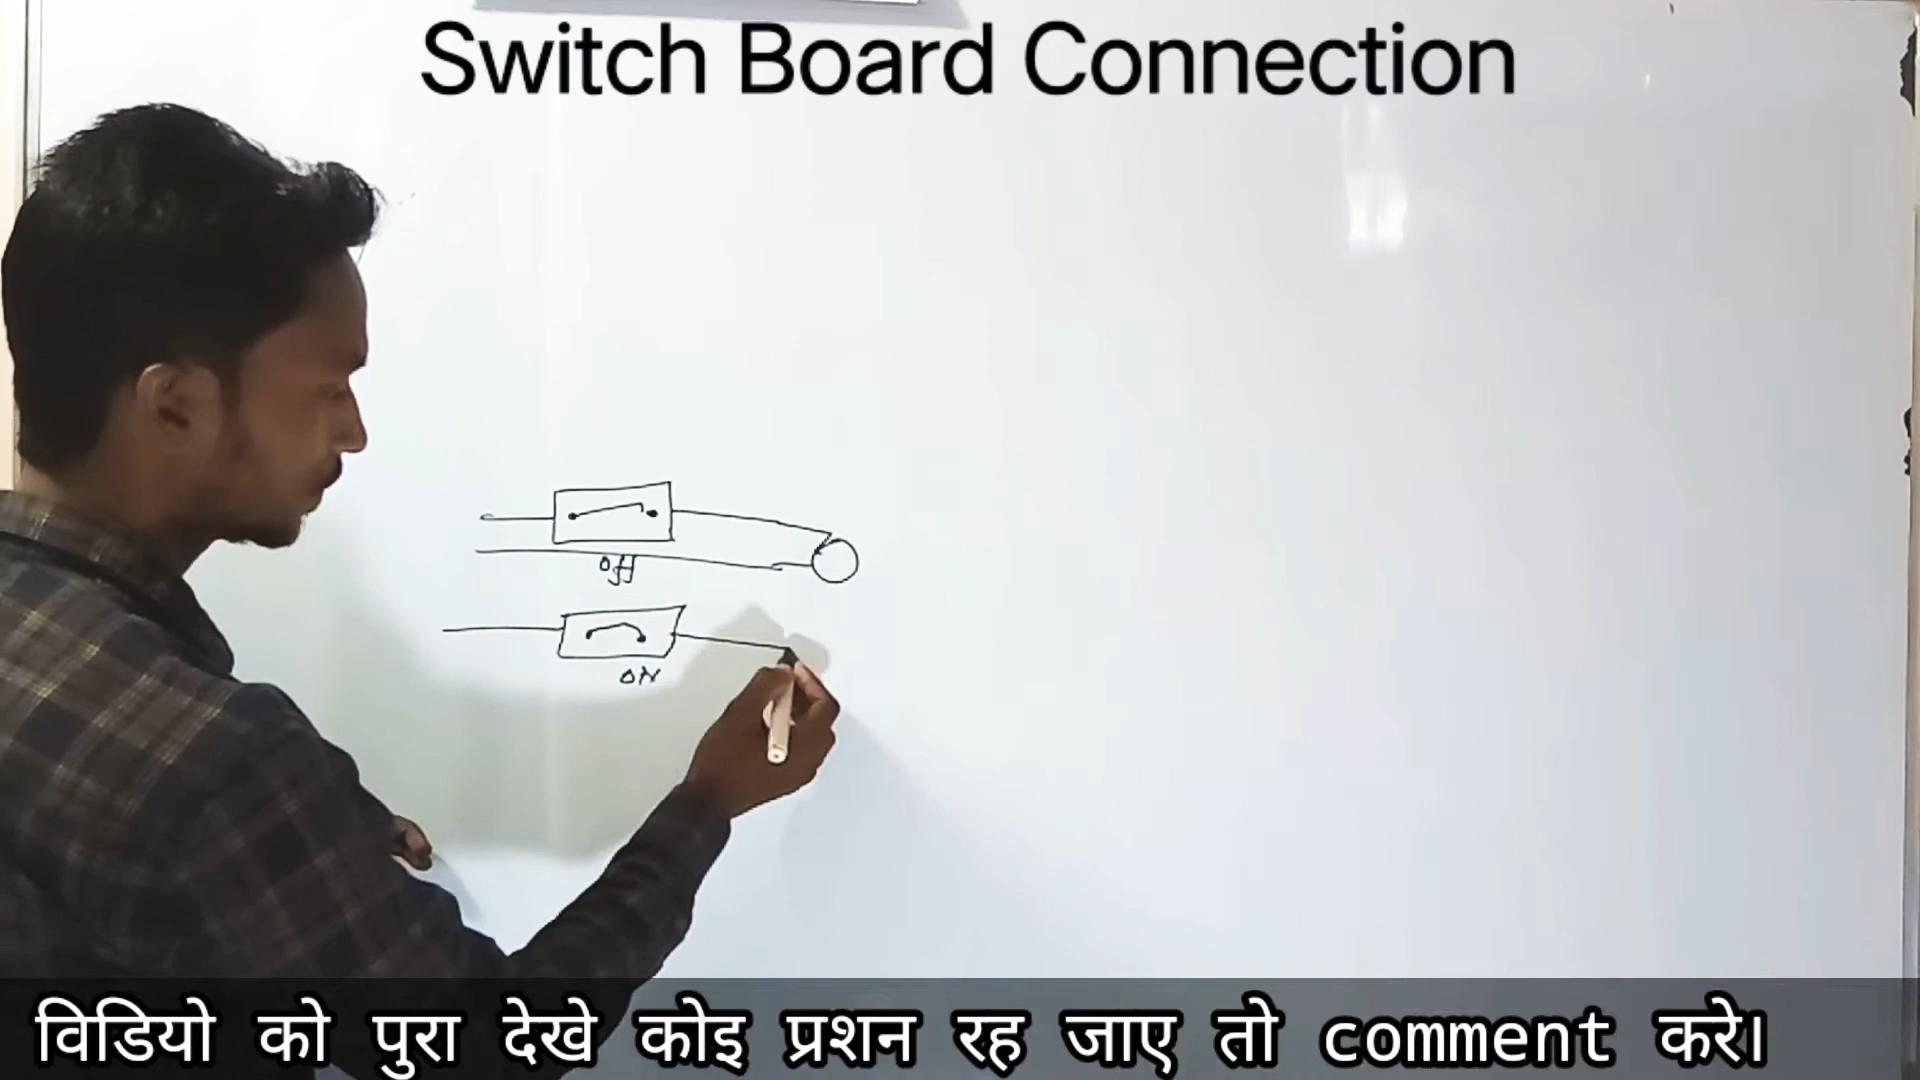 Switch Board Connection
off
ON
विडियो को पुरा देखे कोइ प्रशन रह जाए तो comment करे।